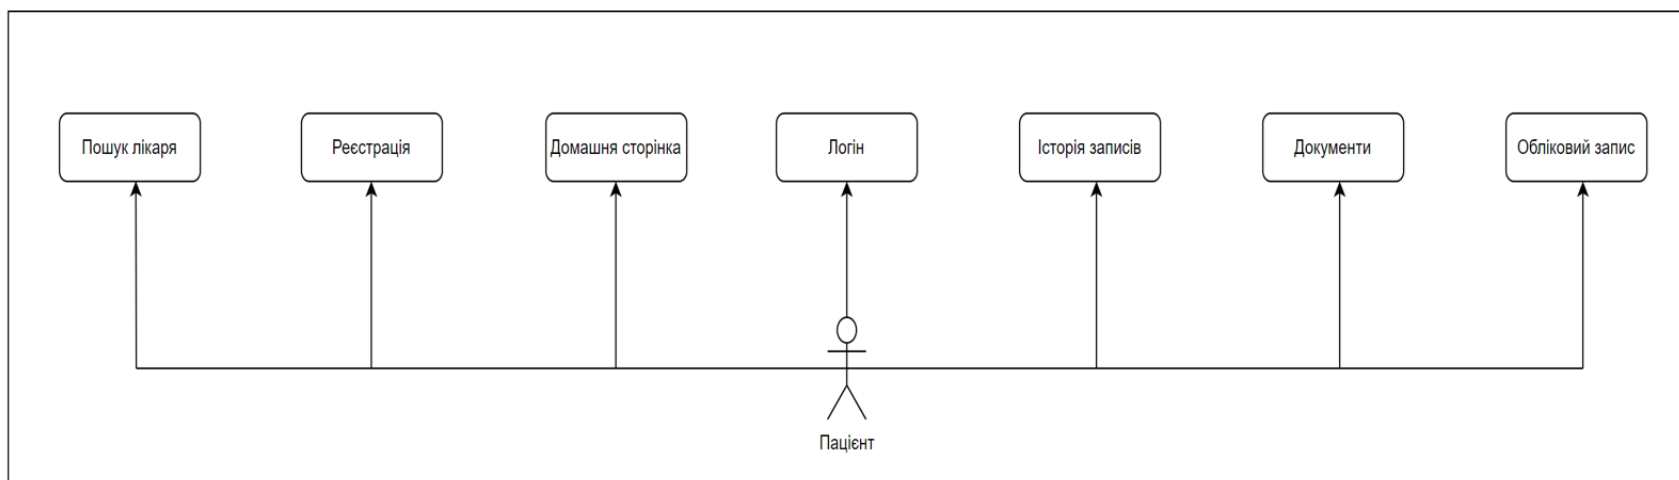 Пошук лікаря
Реєстрація
Домашня сторінка
Логін
Історія записів
Документи
Обліковий запис
Пацієнт